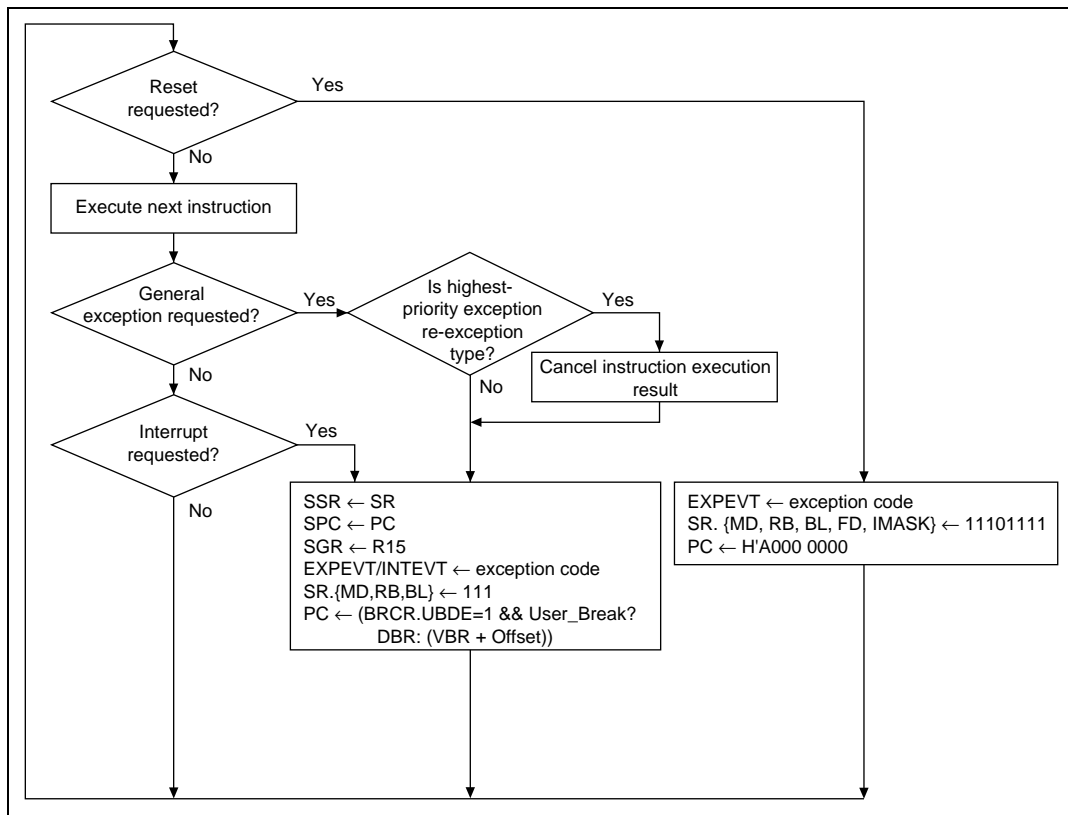 Reset
requested?
Yes
No
Execute next instruction
General
exception requested?
Yes
Is highest-
priority exception
re-exception
type?
Yes
No
Cancel instruction execution
result
No
Interrupt
requested?
Yes
No
SSR ← SR
SPC ← PC
SGR ← R15
EXPEVT/INTEVT ← exception code
SR.{MD,RB,BL} ← 111
PC ← (BRCR.UBDE=1 && User_Break?
DBR: (VBR + Offset))
EXPEVT ← exception code
SR. {MD, RB, BL, FD, IMASK} ← 11101111
PC ← H'A000 0000